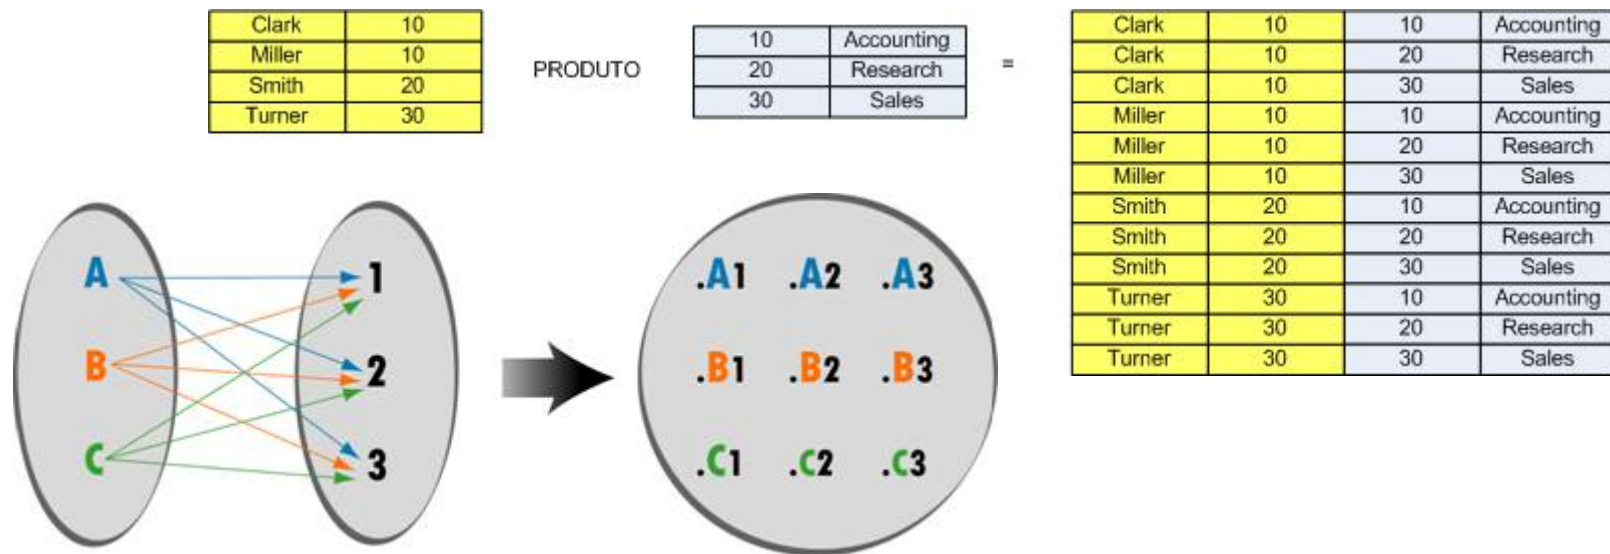 Clark 10
Miller 10
Smith 20
Turner 30
PRODUTO
10 Accounting
20 Research
30 Sales
=
Clark 10 10 Accounting
Clark 10 20 Research
Clark 10 30 Sales
Miller 10 10 Accounting
Miller 10 20 Research
Miller 10 30 Sales
Smith 20 10 Accounting
Smith 20 20 Research
Smith 20 30 Sales
Turner 30 10 Accounting
Turner 30 20 Research
Turner 30 30 Sales
A
B
C
1
2
3
.A1 .A2 .A3
.B1 .B2 .B3
.C1 .C2 .C3